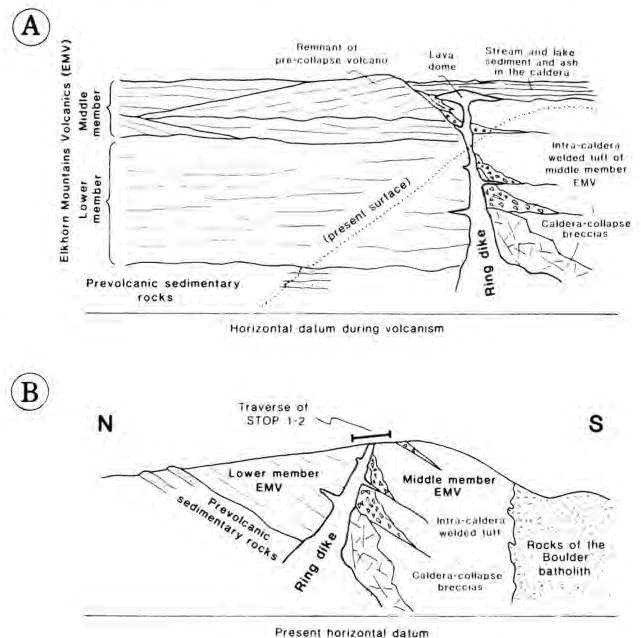 A
Elkhorn Mountains Volcanics (EMV)
Middle
member
Lower
member
Remnant of
pre-collapse volcano
Lava
dome
Stream and lake
sediment and ash
in the caldera
Intra-caldera
welded tuff of
middle member
EMV
(present surface)
Caldera-collapse
breccias
Ring dike
Prevolcanic sedimentary
rocks
Horizontal datum during volcanism
B
N
Traverse of
STOP 1-2
S
Lower member
EMV
Middle member
EMV
Prevolcanic
sedimentary rocks
Intra-caldera
welded tuff
Ring dike
Rocks of the
Boulder
batholith
Caldera-collapse
breccias
Present horizontal datum